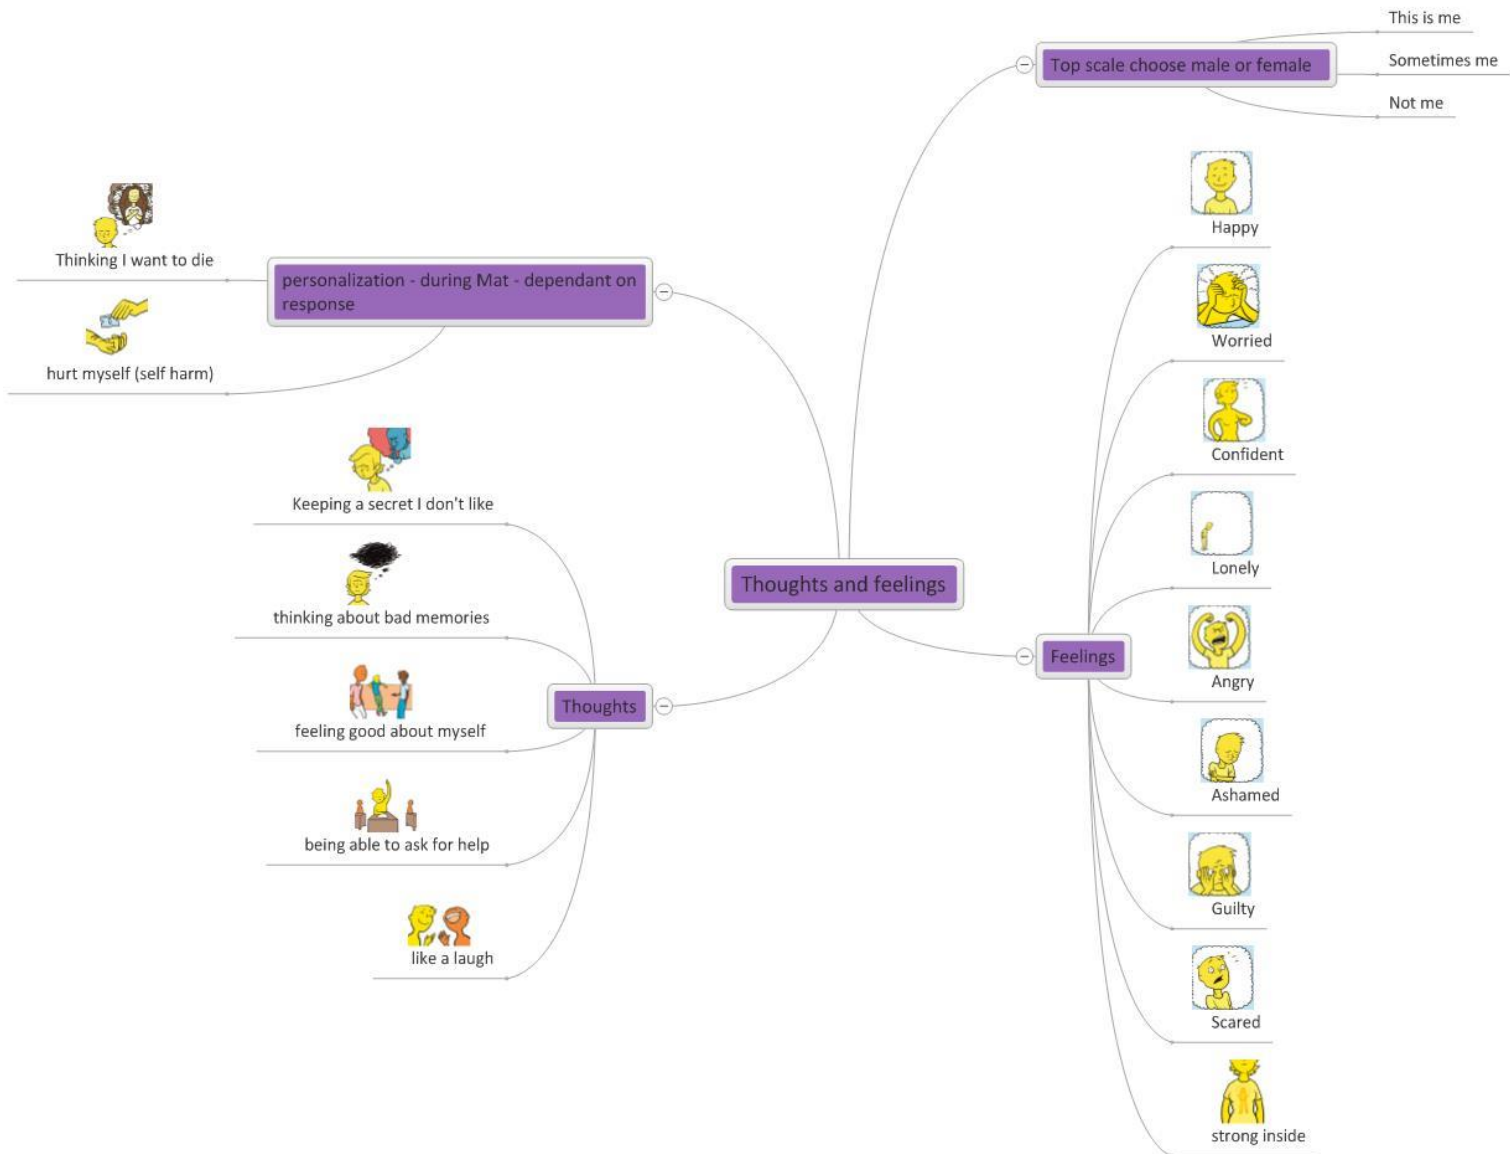 This is me
Top scale choose male or female
Sometimes me
Not me
Happy
Worried
Confident
Lonely
Angry
Ashamed
Guilty
Scared
strong inside
Feelings
Thoughts and feelings
personalization - during Mat - dependant on
response
Thinking I want to die
hurt myself (self harm)
Thoughts
Keeping a secret I don't like
thinking about bad memories
feeling good about myself
being able to ask for help
like a laugh